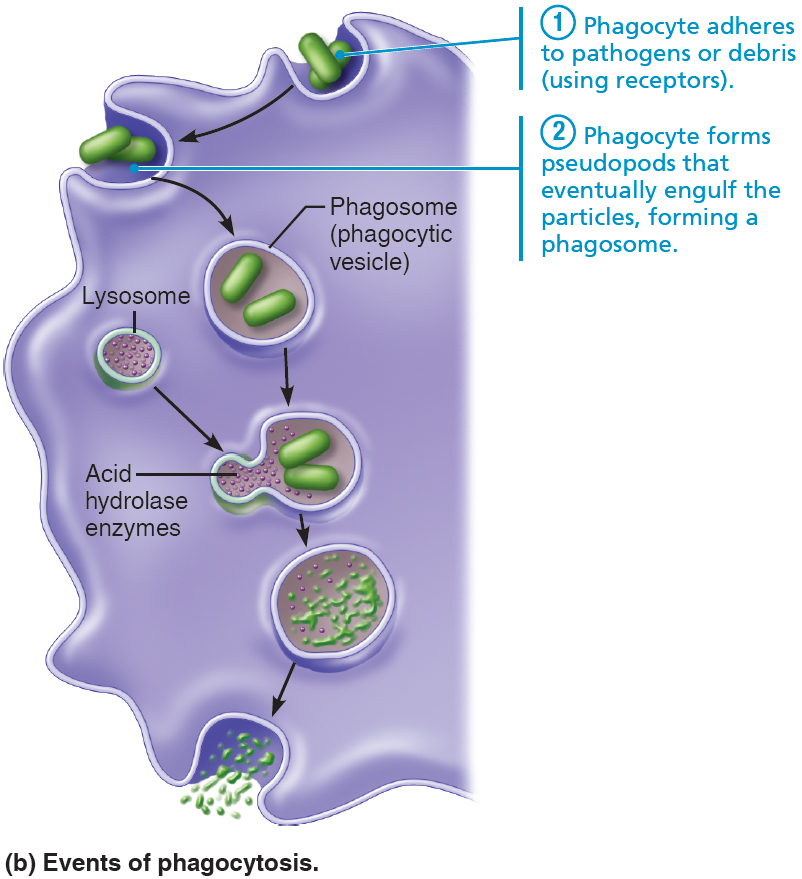 ① Phagocyte adheres
to pathogens or debris
(using receptors).
② Phagocyte forms
pseudopods that
eventually engulf the
particles, forming a
phagosome.
Phagosome
(phagocytic
vesicle)
Lysosome
Acid
hydrolase
enzymes
(b) Events of phagocytosis.